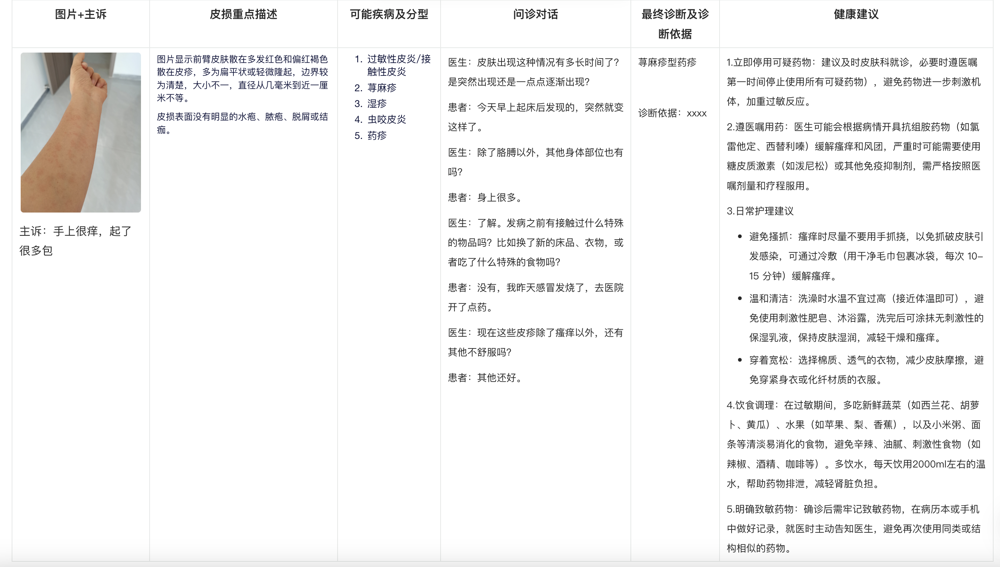 图片+主诉
皮损重点描述
可能疾病及分型
问诊对话
最终诊断及诊
断依据
健康建议
主诉：手上很痒，起了
很多包
图片显示前臂皮肤散在多发红色和偏红褐色
散在皮疹，多为扁平状或轻微隆起，边界较
为清楚，大小不一，直径从几毫米到近一厘
米不等。
皮损表面没有明显的水疱、脓疱、脱屑或结
痂。
1. 过敏性皮炎/接
触性皮炎
2. 荨麻疹
3. 湿疹
4. 虫咬皮炎
5. 药疹
医生：皮肤出现这种情况有多长时间了？
是突然出现还是一点点逐渐出现？
患者：今天早上起床后发现的，突然就变
这样了。
医生：除了胳膊以外，其他身体部位也有
吗？
患者：身上很多。
医生：了解。发病之前有接触过什么特殊
的物品吗？比如换了新的床品、衣物，或
者吃了什么特殊的食物吗？
患者：没有，我昨天感冒发烧了，去医院
开了点药。
医生：现在这些皮疹除了瘙痒以外，还有
其他不舒服吗？
患者：其他还好。
荨麻疹型药疹
诊断依据：xxxx
1.立即停用可疑药物：建议及时皮肤科就诊，必要时遵医嘱
第一时间停止使用所有可疑药物），避免药物进一步刺激机
体，加重过敏反应。
2.遵医嘱用药：医生可能会根据病情开具抗组胺药物（如氯
雷他定、西替利嗪）缓解瘙痒和风团，严重时可能需要使用
糖皮质激素（如泼尼松）或其他免疫抑制剂，需严格按照医
嘱剂量和疗程服用。
3.日常护理建议
• 避免搔抓：瘙痒时尽量不要用手抓挠，以免抓破皮肤引
发感染，可通过冷敷（用干净毛巾包裹冰袋，每次 10–
15 分钟）缓解瘙痒。
• 温和清洁：洗澡时水温不宜过高（接近体温即可），避
免使用刺激性肥皂、沐浴露，洗完后可涂抹无刺激性的
保湿乳液，保持皮肤湿润，减轻干燥和瘙痒。
• 穿着宽松：选择棉质、透气的衣物，减少皮肤摩擦，避
免穿紧身衣或化纤材质的衣服。
4.饮食调理：在过敏期间，多吃新鲜蔬菜（如西兰花、胡萝
卜、黄瓜）、水果（如苹果、梨、香蕉），以及小米粥、面
条等清淡易消化的食物，避免辛辣、油腻、刺激性食物（如
辣椒、酒精、咖啡等）。多饮水，每天饮用2000ml左右的温
水，帮助药物排泄，减轻肾脏负担。
5.明确致敏药物：确诊后需牢记致敏药物，在病历本或手机
中做好记录，就医时主动告知医生，避免再次使用同类或结
构相似的药物。